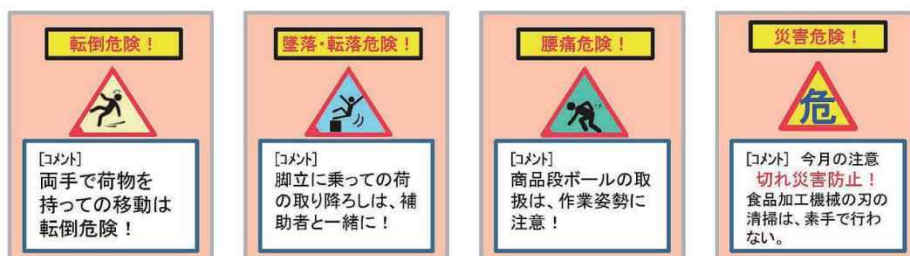 転倒危険！
[コメント]
両手で荷物を
持っての移動は
転倒危険！
墜落・転落危険！
[コメント]
脚立に乗っての荷
の取り降ろしは、補
助者と一緒に！
腰痛危険！
[コメント]
商品段ボールの取
扱は、作業姿勢に
注意！
災害危険！
危
[コメント] 今月の注意
切れ災害防止！
食品加工機械の刃の
清掃は、素手で行わ
ない。